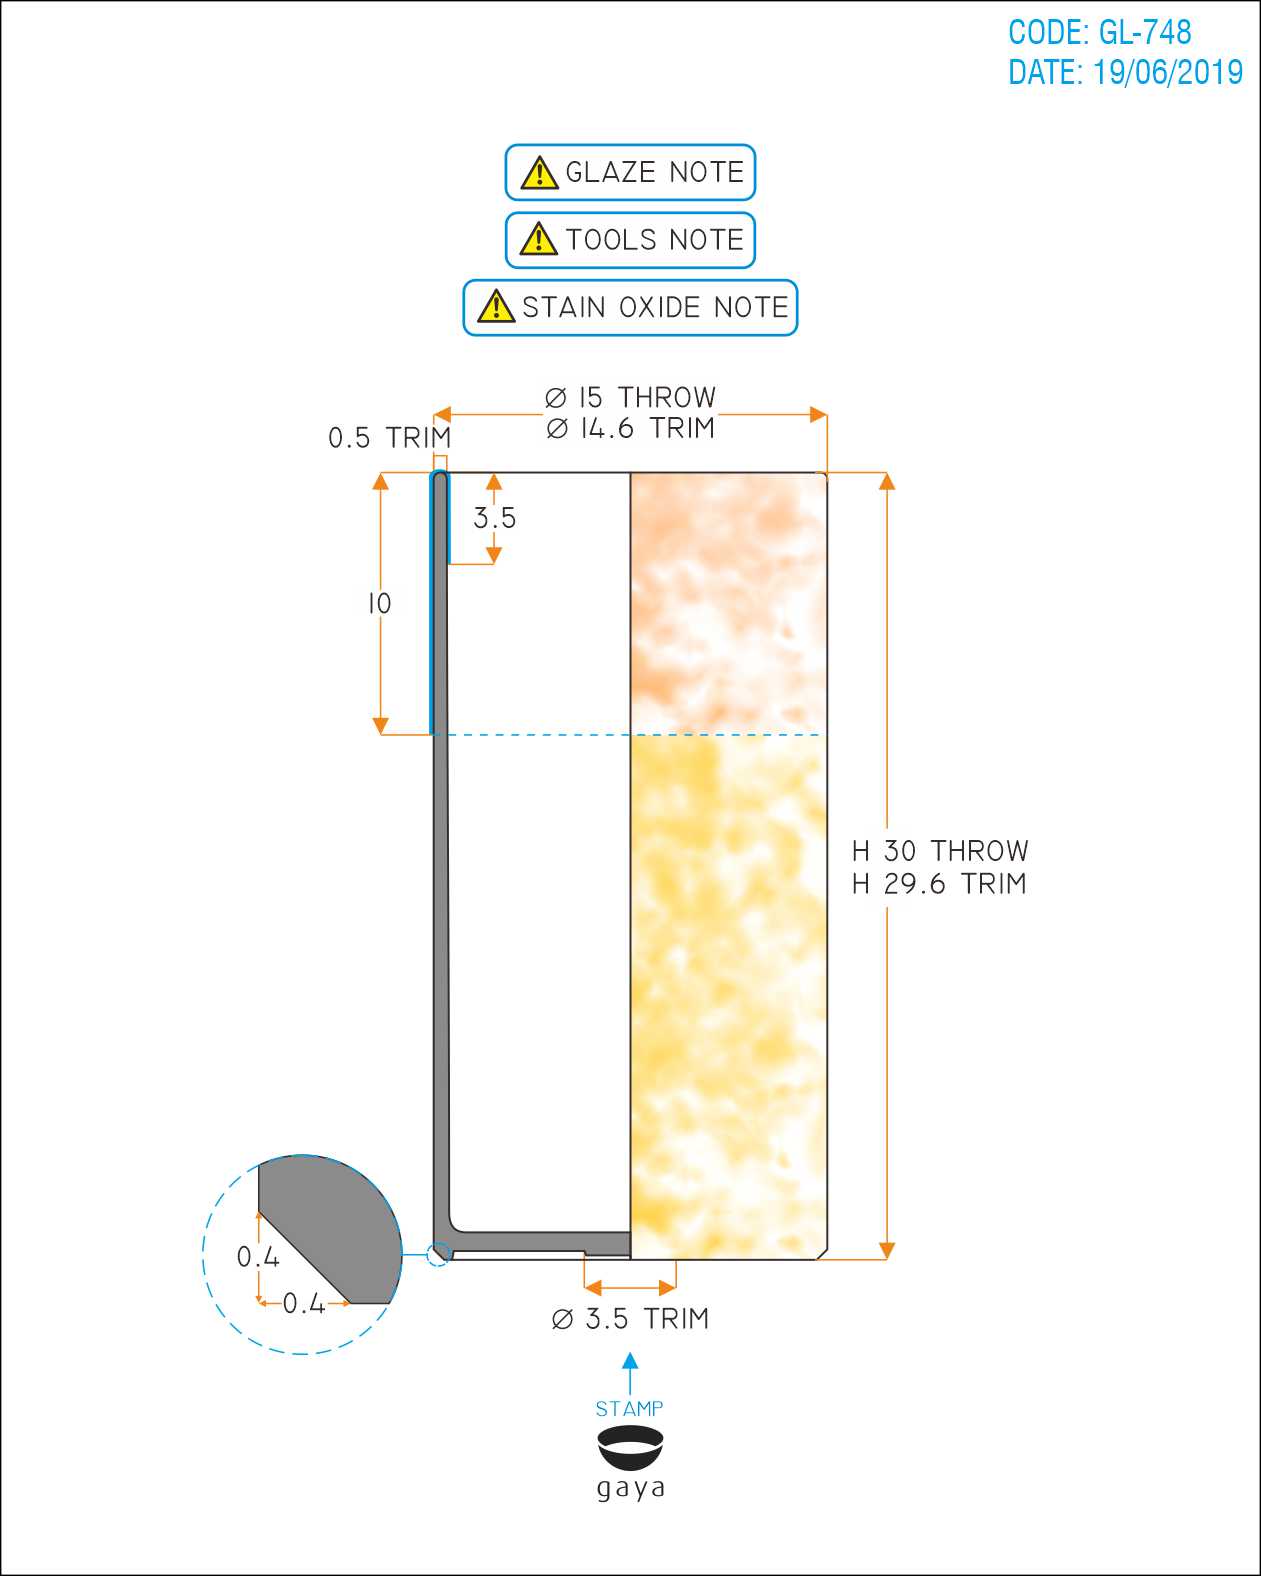 CODE: GL-748
DATE: 19/06/2019
GLAZE NOTE
TOOLS NOTE
STAIN OXIDE NOTE
Ø 15 THROW
Ø 14.6 TRIM
0.5 TRIM
3.5
10
H 30 THROW
H 29.6 TRIM
0.4
0.4
Ø 3.5 TRIM
STAMP
gaya